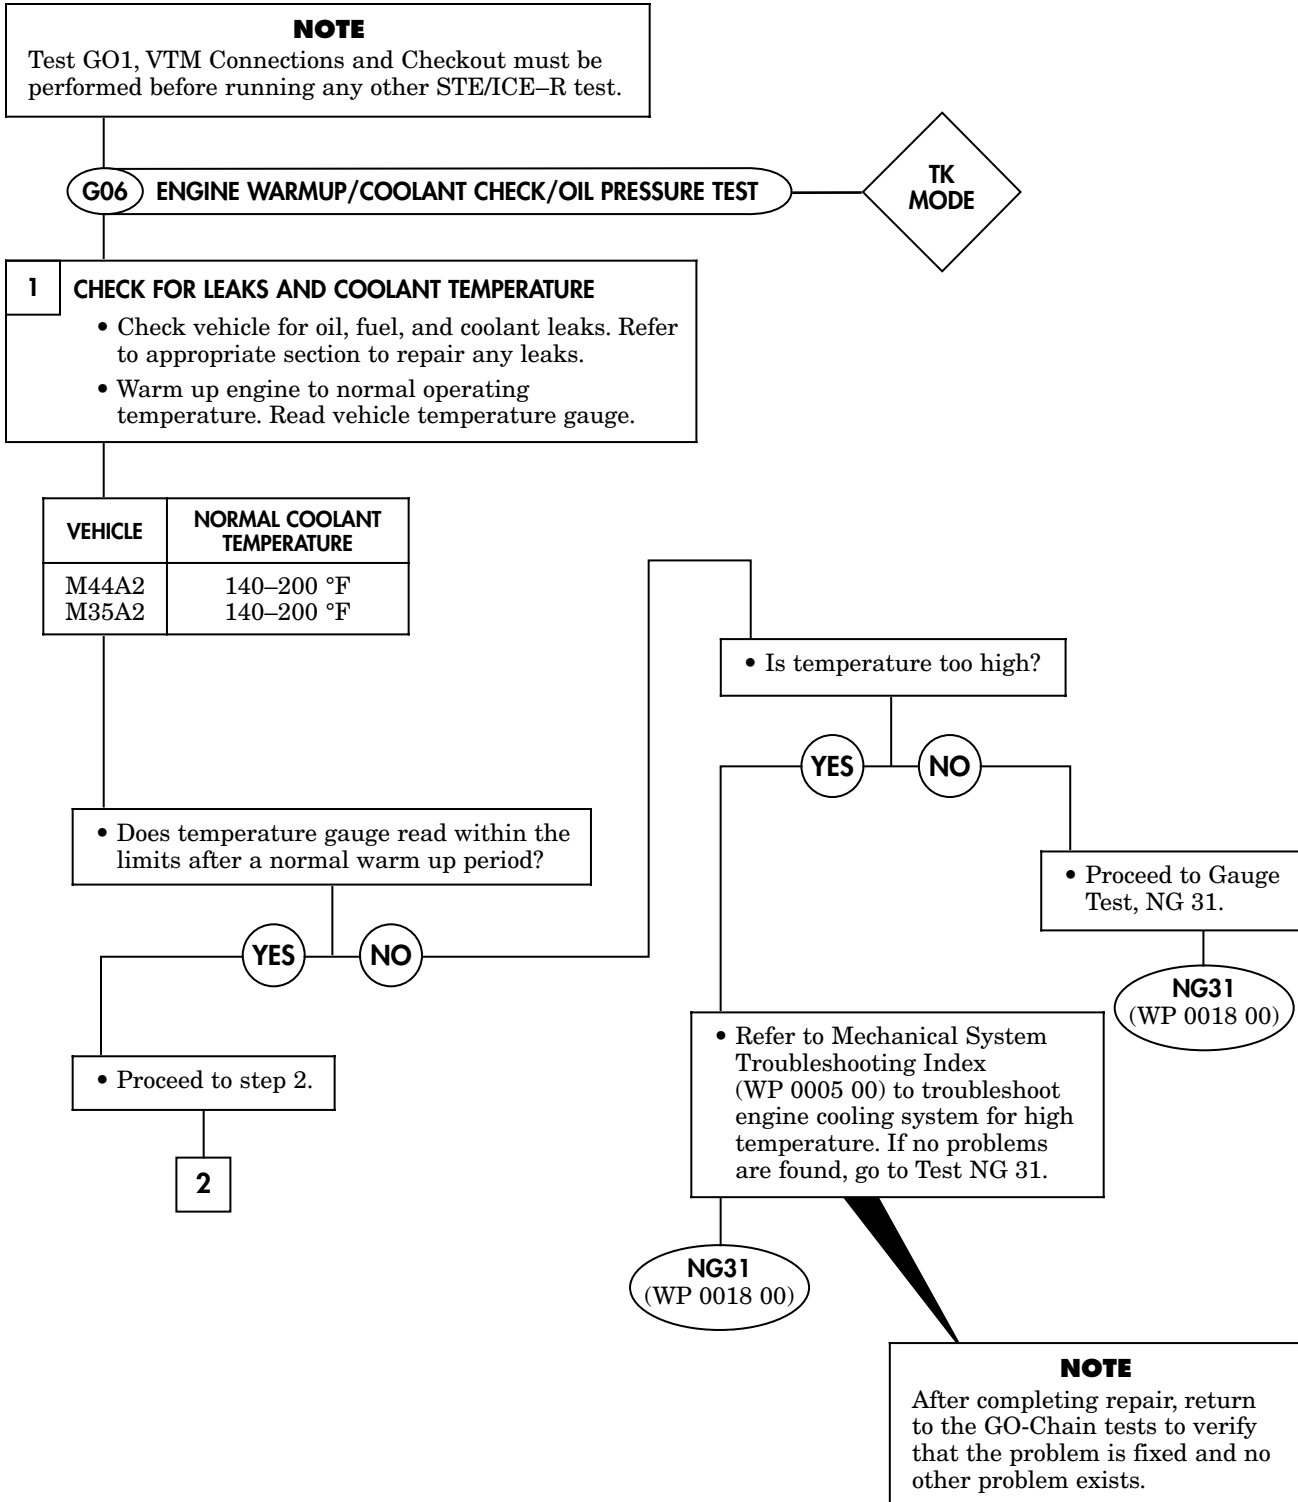 NOTE
Test GO1, VTM Connections and Checkout must be
performed before running any other STE/ICE–R test.
G06 ENGINE WARMUP/COOLANT CHECK/OIL PRESSURE TEST
TK
MODE
1 CHECK FOR LEAKS AND COOLANT TEMPERATURE
• Check vehicle for oil, fuel, and coolant leaks. Refer
to appropriate section to repair any leaks.
• Warm up engine to normal operating
temperature. Read vehicle temperature gauge.
VEHICLE NORMAL COOLANT
TEMPERATURE
M44A2 140–200 °F
M35A2 140–200 °F
• Does temperature gauge read within the
limits after a normal warm up period?
YES NO
• Proceed to step 2.
2
• Is temperature too high?
YES NO
• Proceed to Gauge
Test, NG 31.
NG31
(WP 0018 00)
• Refer to Mechanical System
Troubleshooting Index
(WP 0005 00) to troubleshoot
engine cooling system for high
temperature. If no problems
are found, go to Test NG 31.
NG31
(WP 0018 00)
NOTE
After completing repair, return
to the GO-Chain tests to verify
that the problem is fixed and no
other problem exists.